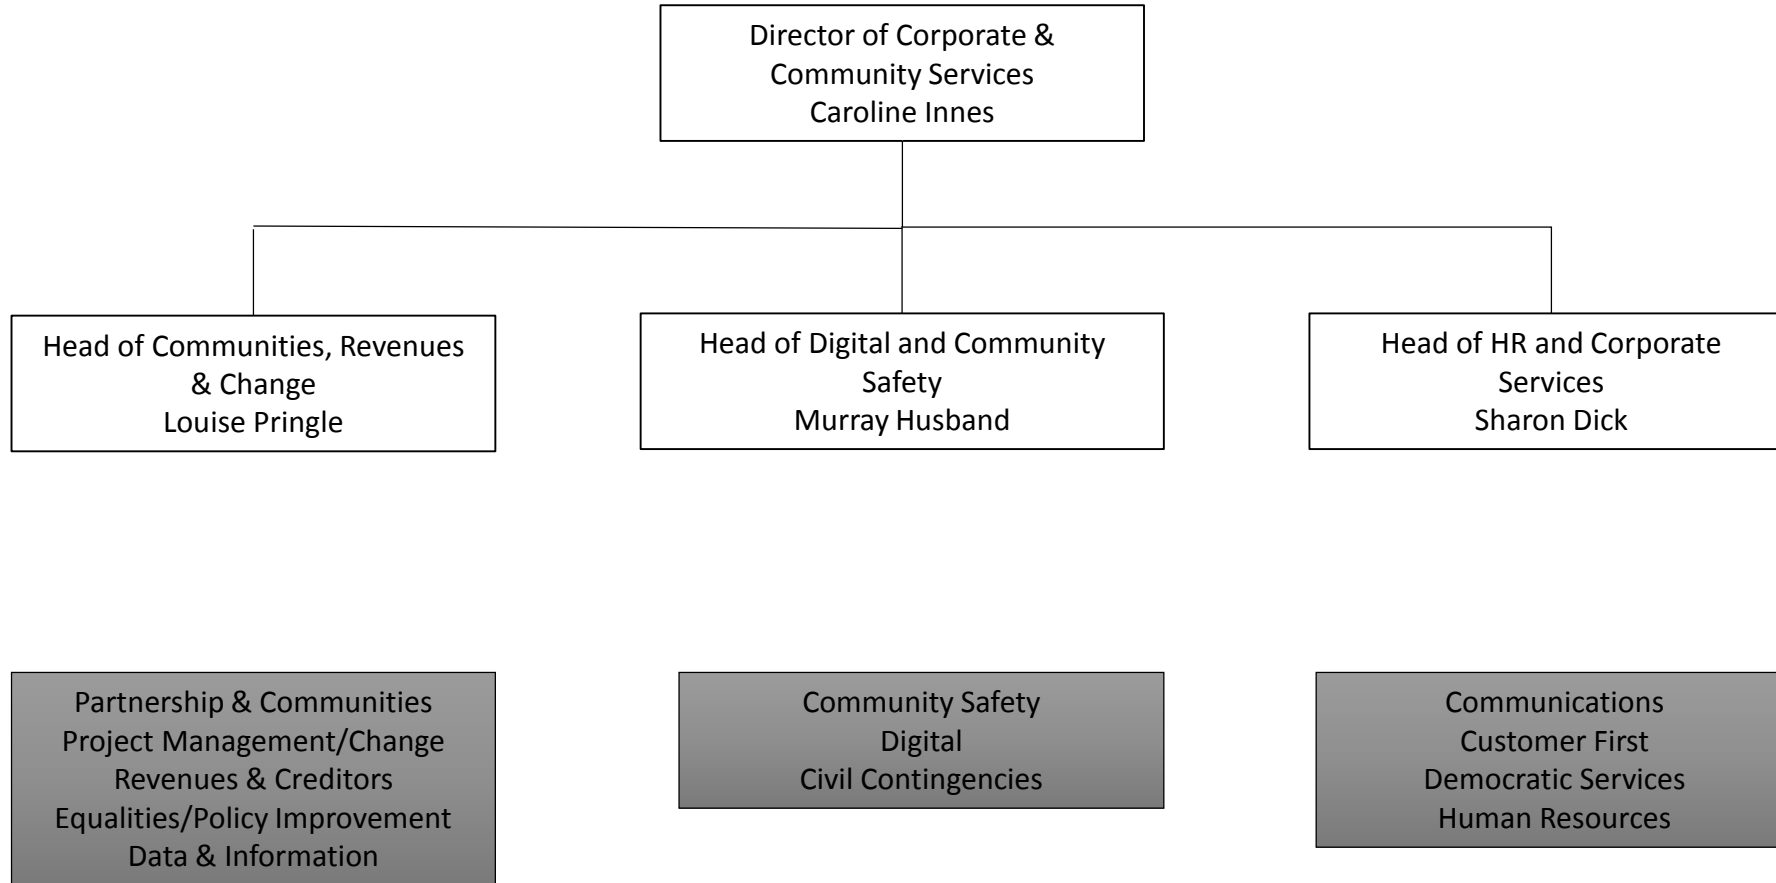 Director of Corporate &
Community Services
Caroline Innes
Head of Communities, Revenues
& Change
Louise Pringle
Head of Digital and Community
Safety
Murray Husband
Head of HR and Corporate
Services
Sharon Dick
Partnership & Communities
Project Management/Change
Revenues & Creditors
Equalities/Policy Improvement
Data & Information
Community Safety
Digital
Civil Contingencies
Communications
Customer First
Democratic Services
Human Resources